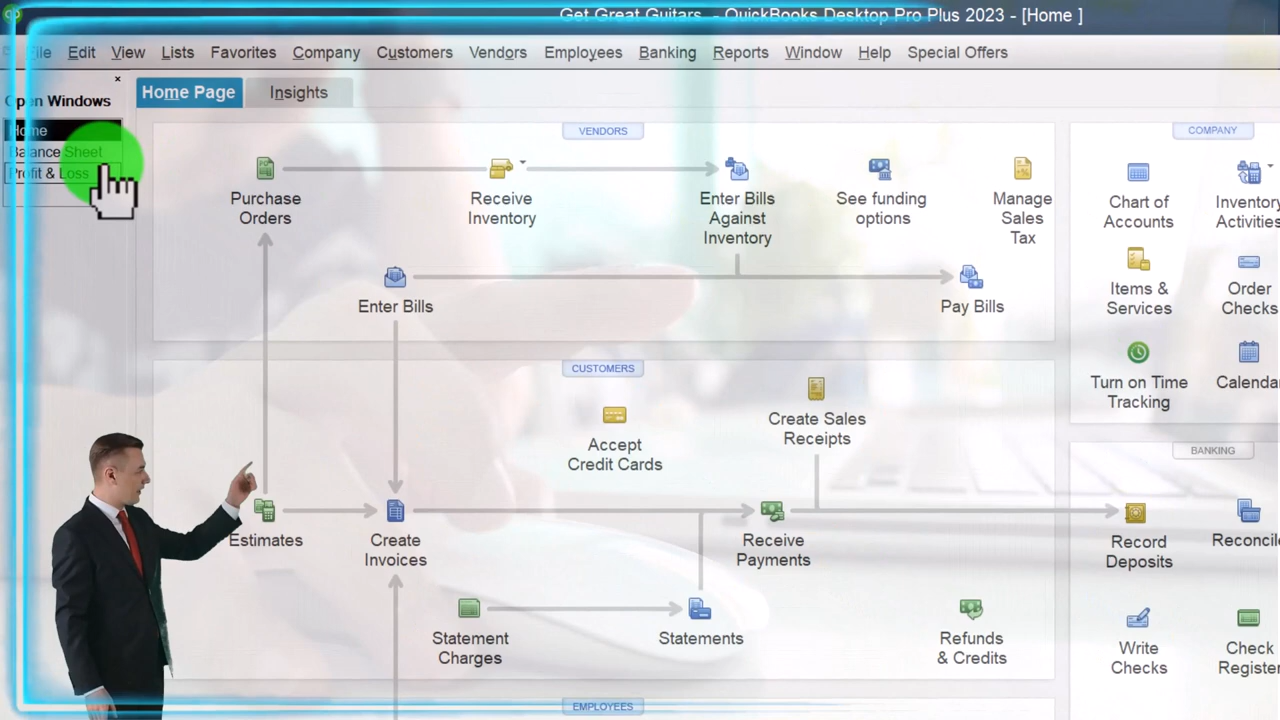 Get Great Guitars - QuickBooks Desktop Pro Plus 2023 - [Home ]
File Edit View Lists Favorites Company Customers Vendors Employees Banking Reports Window Help Special Offers
Open Windows
Home
Balance Sheet
Profit & Loss
Home Page
Insights
VENDORS
Purchase
Orders
Receive
Inventory
Enter Bills
Against
Inventory
See funding
options
Manage
Sales
Tax
Enter Bills
Pay Bills
CUSTOMERS
Accept
Credit Cards
Create Sales
Receipts
Estimates
Create
Invoices
Receive
Payments
Statement
Charges
Statements
Refunds
& Credits
EMPLOYEES
COMPANY
Chart of
Accounts
Inventory
Activities
Items &
Services
Order
Checks
Turn on Time
Tracking
Calenda
BANKING
Record
Deposits
Reconcil
Write
Checks
Check
Register